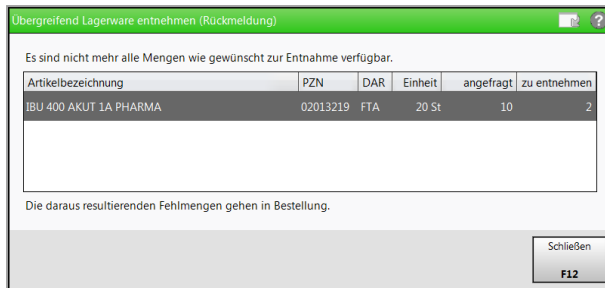 Übergreifend Lagerware entnehmen (Rückmeldung)
Es sind nicht mehr alle Mengen wie gewünscht zur Entnahme verfügbar.
Artikelbezeichnung PZN DAR Einheit angefragt zu entnehmen
IBU 400 AKUT 1A PHARMA 02013219 FTA 20 St 10 2
Die daraus resultierenden Fehlmengen gehen in Bestellung.
Schließen
F12